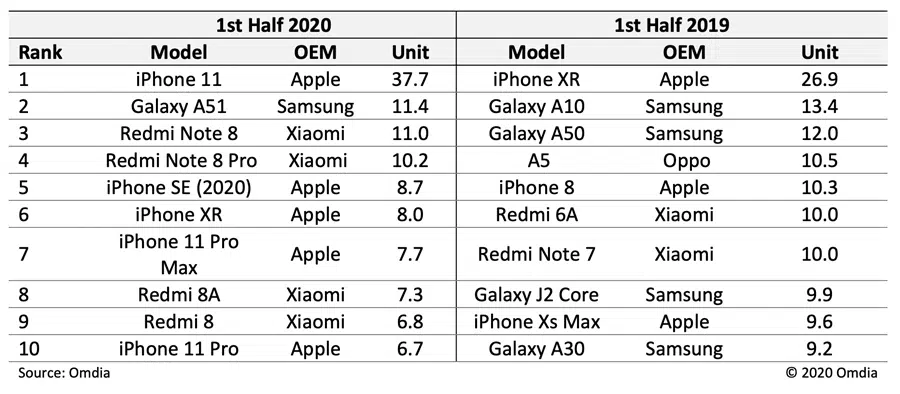 1st Half 2020 1st Half 2019
Rank Model OEM Unit Model OEM Unit
1 iPhone 11 Apple 37.7 iPhone XR Apple 26.9
2 Galaxy A51 Samsung 11.4 Galaxy A10 Samsung 13.4
3 Redmi Note 8 Xiaomi 11.0 Galaxy A50 Samsung 12.0
4 Redmi Note 8 Pro Xiaomi 10.2 A5 Oppo 10.5
5 iPhone SE (2020) Apple 8.7 iPhone 8 Apple 10.3
6 iPhone XR Apple 8.0 Redmi 6A Xiaomi 10.0
7 iPhone 11 Pro
Max Apple 7.7 Redmi Note 7 Xiaomi 10.0
8 Redmi 8A Xiaomi 7.3 Galaxy J2 Core Samsung 9.9
9 Redmi 8 Xiaomi 6.8 iPhone Xs Max Apple 9.6
10 iPhone 11 Pro Apple 6.7 Galaxy A30 Samsung 9.2
Source: Omdia © 2020 Omdia